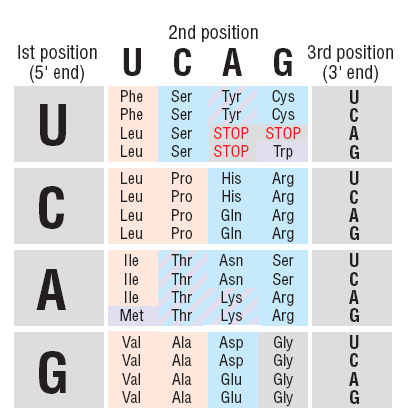 2nd position
Ist position
(5' end)
U C A G
3rd position
(3' end)
U
Phe Ser Tyr Cys U
Phe Ser Tyr Cys C
Leu Ser STOP STOP A
Leu Ser STOP Trp G
C
Leu Pro His Arg U
Leu Pro His Arg C
Leu Pro Gln Arg A
Leu Pro Gln Arg G
A
Ile Thr Asn Ser U
Ile Thr Asn Ser C
Ile Thr Lys Arg A
Met Thr Lys Arg G
G
Val Ala Asp Gly U
Val Ala Asp Gly C
Val Ala Glu Gly A
Val Ala Glu Gly G